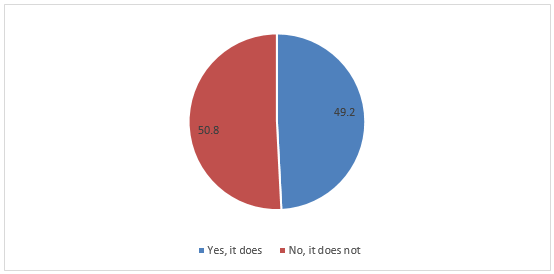 49.2
50.8
Yes, it does
No, it does not